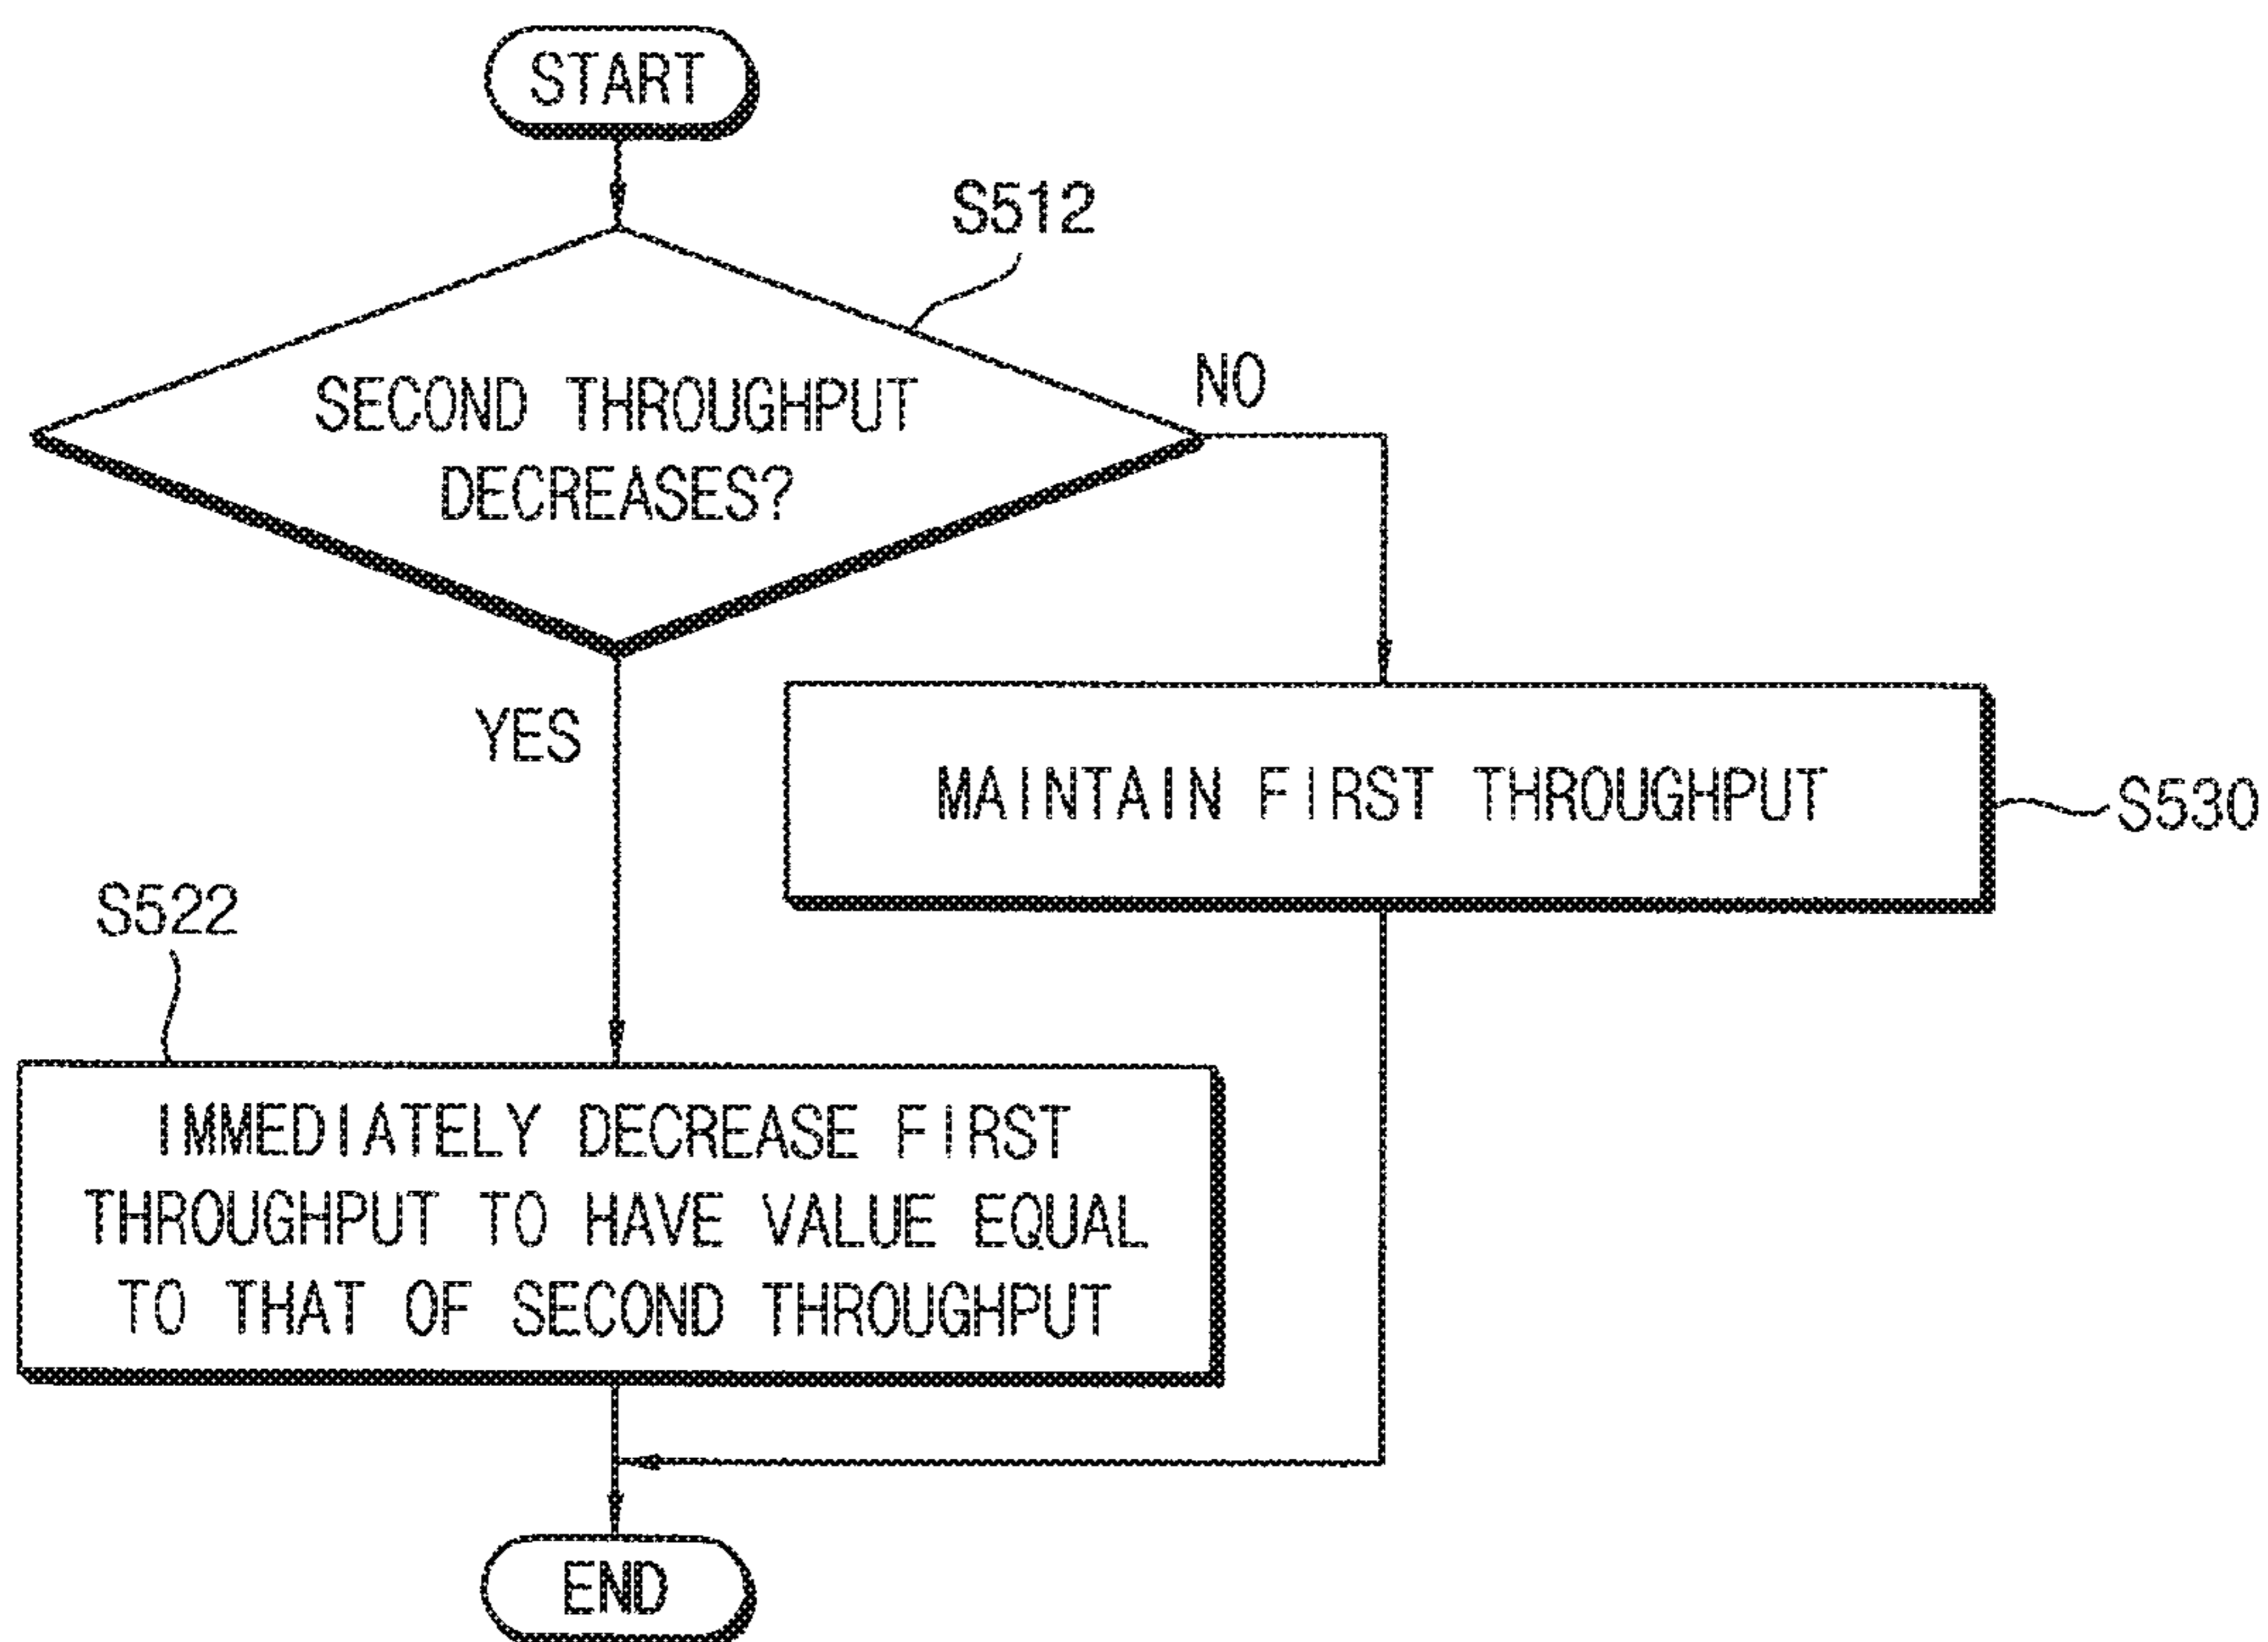 START
S512
SECOND THROUGHPUT
DECREASES?
NO
YES
MAINTAIN FIRST THROUGHPUT
S530
S522
IMMEDIATELY DECREASE FIRST
THROUGHPUT TO HAVE VALUE EQUAL
TO THAT OF SECOND THROUGHPUT
END